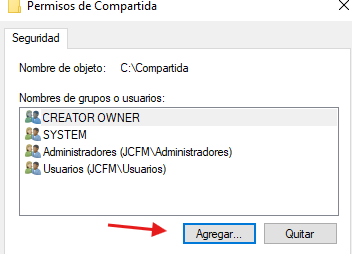 Permisos de Compartida
Seguridad
Nombre de objeto: C:\Compartida
Nombres de grupos o usuarios:
CREATOR OWNER
SYSTEM
Administradores (JCFM\Administradores)
Usuarios (JCFM\Usuarios)
Agregar... Quitar